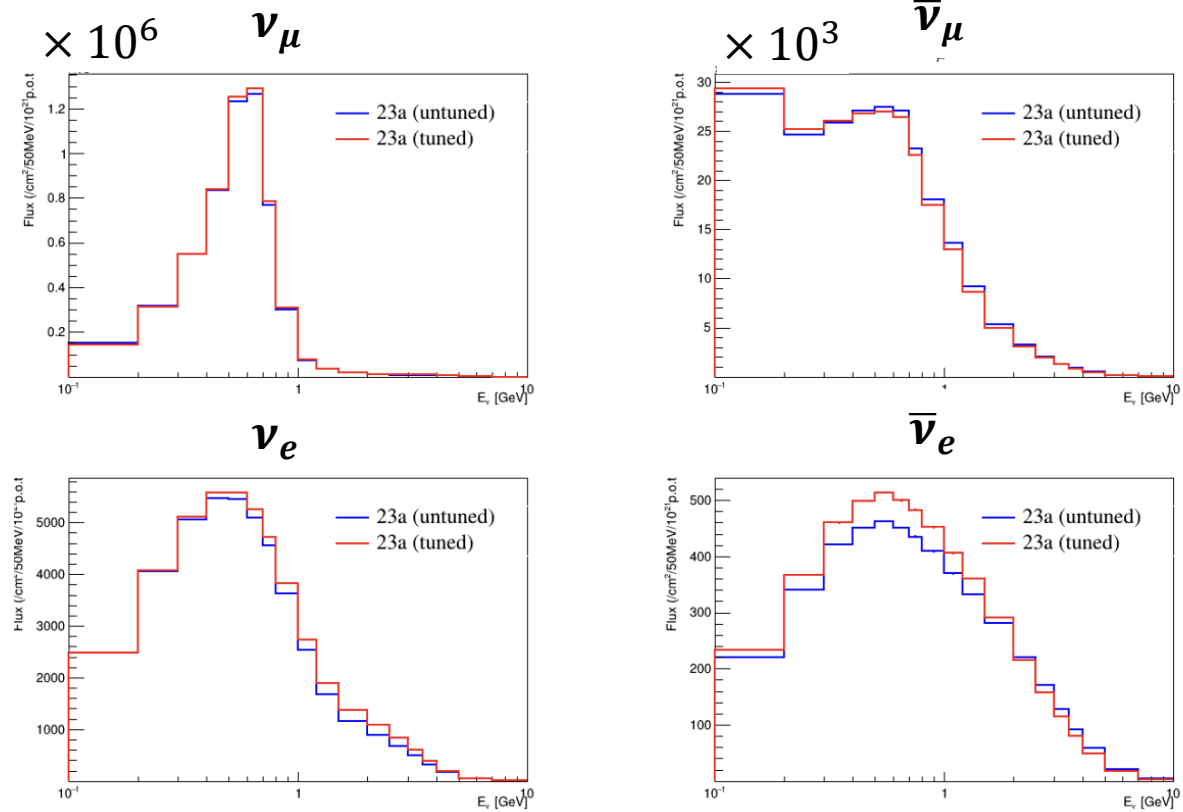 × 10⁶
ν_μ
Flux (/cm²/50MeV/10²¹p.o.t
1.2
1
0.8
0.6
0.4
0.2
23a (untuned)
23a (tuned)
10⁻¹
1
10
E_ν [GeV]
× 10³
ν̅_μ
Flux (/cm²/50MeV/10²¹p.o.t
30
25
20
15
10
5
23a (untuned)
23a (tuned)
10⁻¹
1
10
E_ν [GeV]
ν_e
Flux (/cm²/50MeV/10²¹p.o.t
5000
4000
3000
2000
1000
23a (untuned)
23a (tuned)
10⁻¹
1
10
E_ν [GeV]
ν̅_e
Flux (/cm²/50MeV/10²¹p.o.t
500
400
300
200
100
23a (untuned)
23a (tuned)
10⁻¹
1
10
E_ν [GeV]